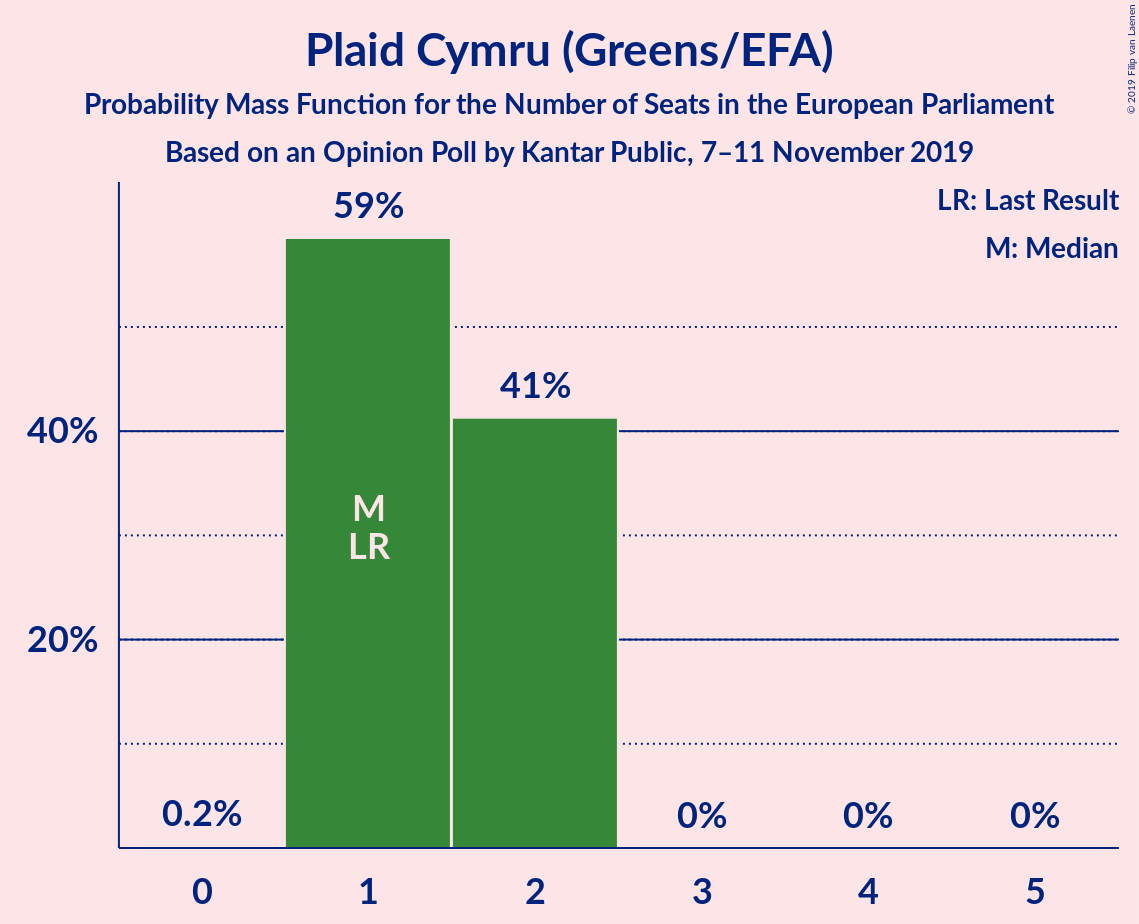 Plaid Cymru (Greens/EFA)
Probability Mass Function for the Number of Seats in the European Parliament
Based on an Opinion Poll by Kantar Public, 7–11 November 2019
© 2019 Filip van Laenen
LR: Last Result
M: Median
59%
41%
40%
M
LR
20%
0.2%
0%
0%
0%
0
1
2
3
4
5